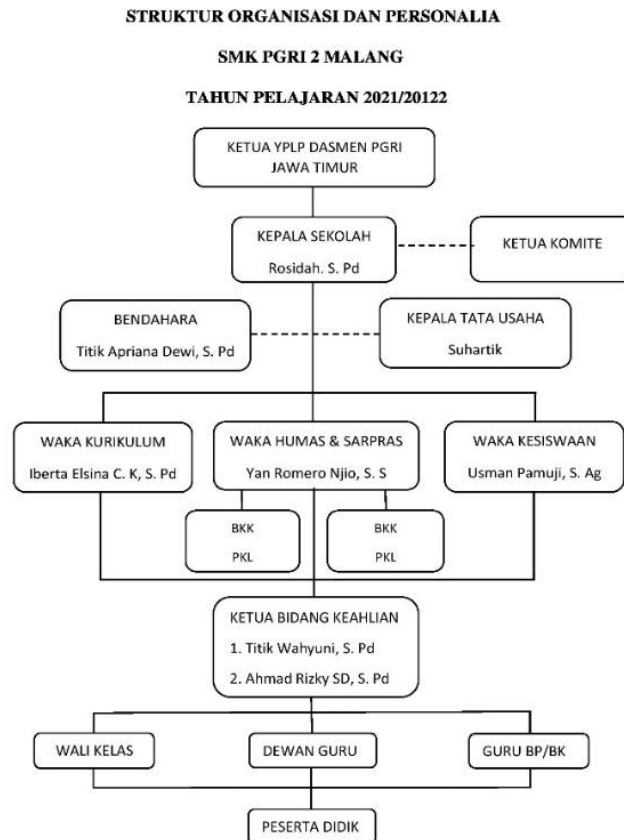 STRUKTUR ORGANISASI DAN PERSONALIA
SMK PGRI 2 MALANG
TAHUN PELAJARAN 2021/20122
KETUA YPLP DASMEN PGRI
JAWA TIMUR
KEPALA SEKOLAH
Rosidah. S. Pd
KETUA KOMITE
BENDAHARA
Titik Apriana Dewi, S. Pd
KEPALA TATA USAHA
Suhartik
WAKA KURIKULUM
Iberta Elsina C. K, S. Pd
WAKA HUMAS & SARPRAS
Yan Romero Njio, S. S
WAKA KESISWAAN
Usman Pamuji, S. Ag
BKK
PKL
BKK
PKL
KETUA BIDANG KEAHLIAN
1. Titik Wahyuni, S. Pd
2. Ahmad Rizky SD, S. Pd
WALI KELAS
DEWAN GURU
GURU BP/BK
PESERTA DIDIK